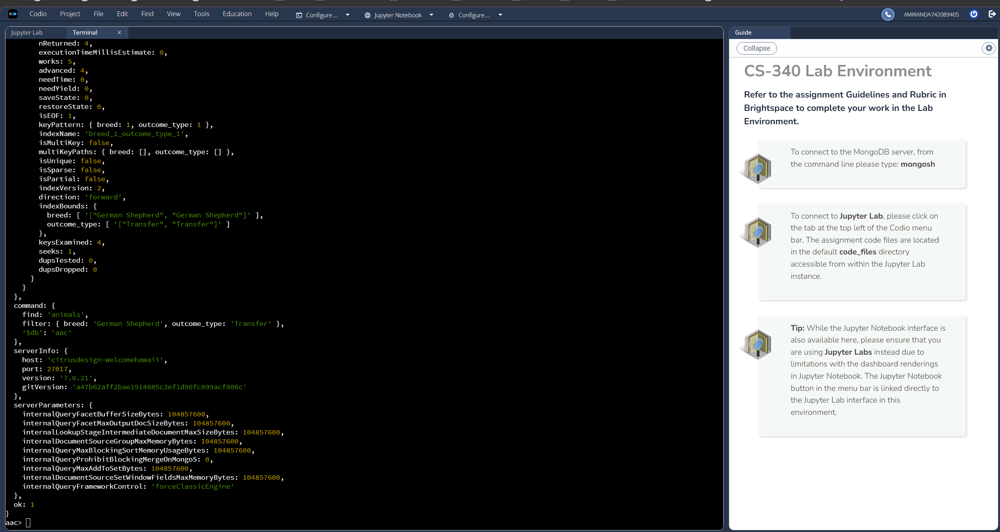 Codio Project File Edit Find View Tools Education Help Configure.... Jupyter Notebook Configure.... AMIRANDA742089405
Jupyter Lab Terminal ×
nReturned: 4,
executionTimeMillisEstimate: 0,
works: 5,
advanced: 4,
needTime: 0,
needYield: 0,
saveState: 0,
restoreState: 0,
isEOF: 1,
keyPattern: { breed: 1, outcome_type: 1 },
indexName: 'breed_1_outcome_type_1',
isMultiKey: false,
multiKeyPaths: { breed: [], outcome_type: [] },
isUnique: false,
isSparse: false,
isPartial: false,
indexVersion: 2,
direction: 'forward',
indexBounds: {
breed: [ '["German Shepherd", "German Shepherd"]' ],
outcome_type: [ '["Transfer", "Transfer"]' ]
},
keysExamined: 4,
seeks: 1,
dupsTested: 0,
dupsDropped: 0
}
}
},
command: {
find: 'animals',
filter: { breed: 'German Shepherd', outcome_type: 'Transfer' },
'$db': 'aac'
},
serverInfo: {
host: 'citrusdesign-welcomehawaii',
port: 27017,
version: '7.0.21',
gitVersion: 'a47b62aff2bae1914085c3ef1d90fc099acf000c'
},
serverParameters: {
internalQueryFacetBufferSizeBytes: 104857600,
internalQueryFacetMaxOutputDocSizeBytes: 104857600,
internalLookupStageIntermediateDocumentMaxSizeBytes: 104857600,
internalDocumentSourceGroupMaxMemoryBytes: 104857600,
internalQueryMaxBlockingSortMemoryUsageBytes: 104857600,
internalQueryProhibitBlockingMergeOnMongoS: 0,
internalQueryMaxAddToSetBytes: 104857600,
internalDocumentSourceSetWindowFieldsMaxMemoryBytes: 104857600,
internalQueryFrameworkControl: 'forceClassicEngine'
},
ok: 1
}
aac>
Guide
Collapse
CS-340 Lab Environment
Refer to the assignment Guidelines and Rubric in
Brightspace to complete your work in the Lab
Environment.
To connect to the MongoDB server, from
the command line please type: mongosh
To connect to Jupyter Lab, please click on
the tab at the top left of the Codio menu
bar. The assignment code files are located
in the default code_files directory
accessible from within the Jupyter Lab
instance.
Tip: While the Jupyter Notebook interface is
also available here, please ensure that you
are using Jupyter Labs instead due to
limitations with the dashboard renderings
in Jupyter Notebook. The Jupyter Notebook
button in the menu bar is linked directly to
the Jupyter Lab interface in this
environment.